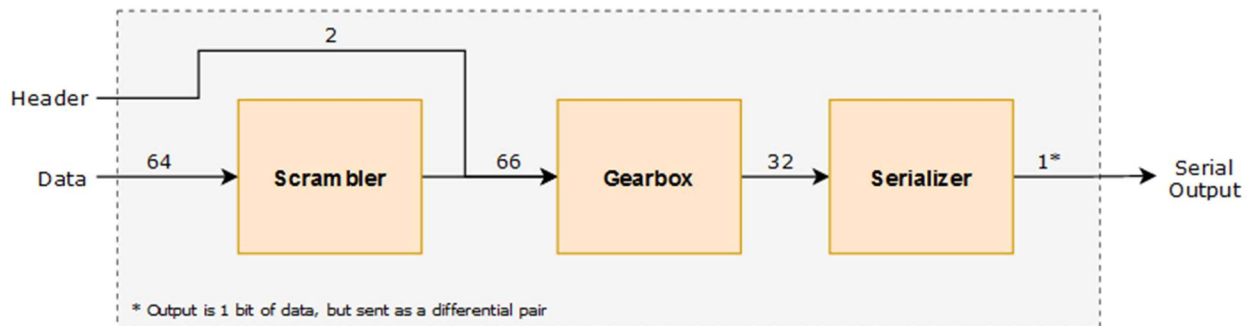 2
Header
64
Data
Scrambler
66
Gearbox
32
Serializer
1*
Serial
Output
* Output is 1 bit of data, but sent as a differential pair